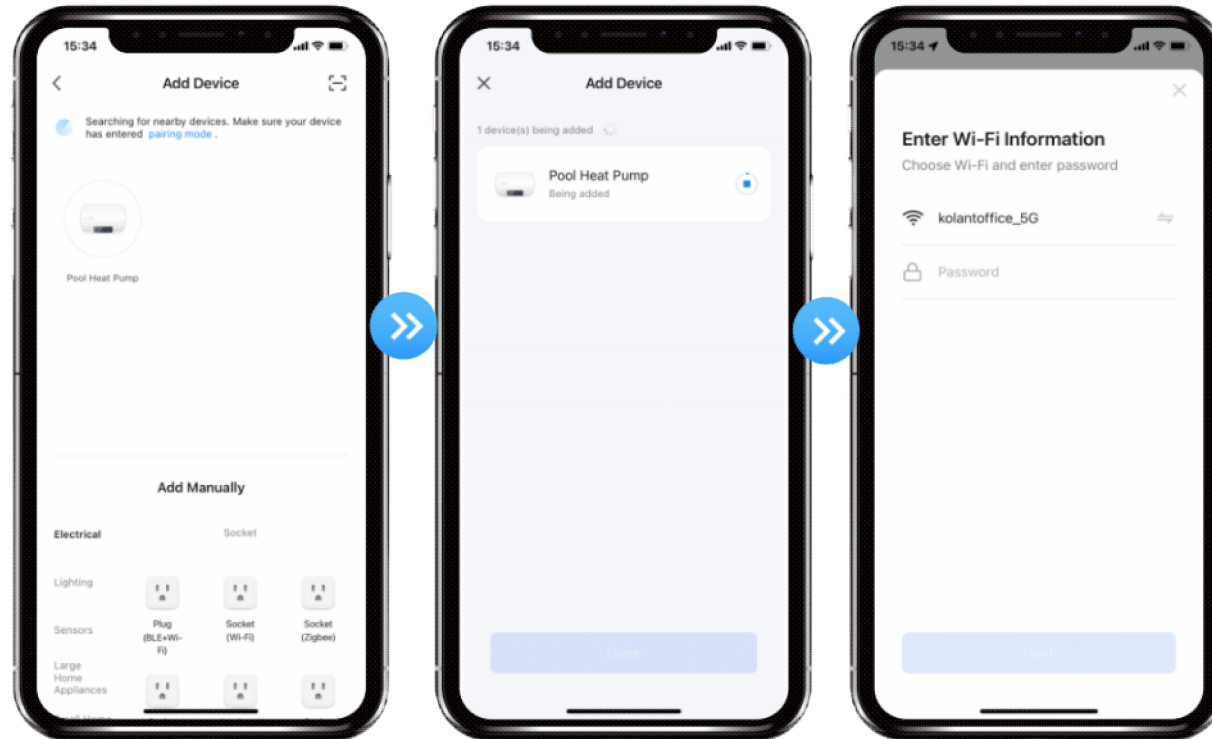 15:34
Add Device
Searching for nearby devices. Make sure your device
has entered pairing mode .
Pool Heat Pump
Add Manually
Electrical
Socket
Lighting
Sensors
Large
Home
Appliances
Plug
(BLE+Wi-
Fi)
Socket
(Wi-Fi)
Socket
(Zigbee)
15:34
Add Device
1 device(s) being added
Pool Heat Pump
Being added
Done
15:34
Enter Wi-Fi Information
Choose Wi-Fi and enter password
kolantoffice_5G
Password
Next